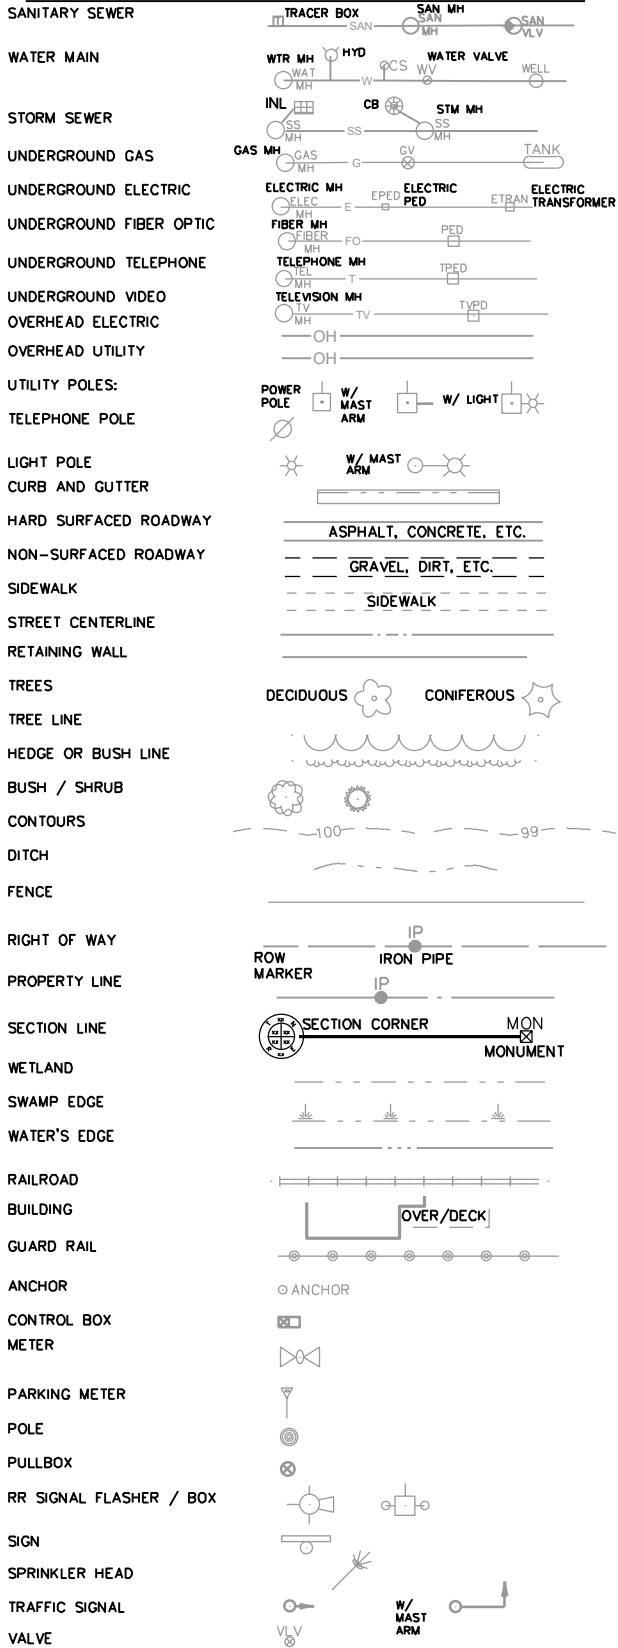 SANITARY SEWER
TRACER BOX
SAN
SAN MH
SAN
MH
SAN
VLV
WATER MAIN
WTR MH
WAT
MH
HYD
W
CS
WATER VALVE
WV
WELL
STORM SEWER
INL
SS
MH
SS
CB
STM MH
SS
MH
UNDERGROUND GAS
GAS MH
GAS
MH
G
GV
TANK
UNDERGROUND ELECTRIC
ELECTRIC MH
ELEC
MH
E
EPED
ELECTRIC
PED
ETRAN
ELECTRIC
TRANSFORMER
UNDERGROUND FIBER OPTIC
FIBER MH
FIBER
MH
FO
PED
UNDERGROUND TELEPHONE
TELEPHONE MH
TEL
MH
T
TPED
UNDERGROUND VIDEO
TELEVISION MH
TV
MH
TV
TVPD
OVERHEAD ELECTRIC
OH
OVERHEAD UTILITY
OH
UTILITY POLES:
POWER
POLE
W/
MAST
ARM
W/ LIGHT
TELEPHONE POLE
LIGHT POLE
W/ MAST
ARM
CURB AND GUTTER
HARD SURFACED ROADWAY
ASPHALT, CONCRETE, ETC.
NON-SURFACED ROADWAY
GRAVEL, DIRT, ETC.
SIDEWALK
SIDEWALK
STREET CENTERLINE
RETAINING WALL
TREES
DECIDUOUS
CONIFEROUS
TREE LINE
HEDGE OR BUSH LINE
BUSH / SHRUB
CONTOURS
100
99
DITCH
FENCE
RIGHT OF WAY
IP
ROW
MARKER
IRON PIPE
PROPERTY LINE
IP
SECTION LINE
SECTION CORNER
MON
MONUMENT
WETLAND
SWAMP EDGE
WATER'S EDGE
RAILROAD
BUILDING
OVER/DECK
GUARD RAIL
ANCHOR
ANCHOR
CONTROL BOX
METER
PARKING METER
POLE
PULLBOX
RR SIGNAL FLASHER / BOX
SIGN
SPRINKLER HEAD
TRAFFIC SIGNAL
W/
MAST
ARM
VALVE
VLV